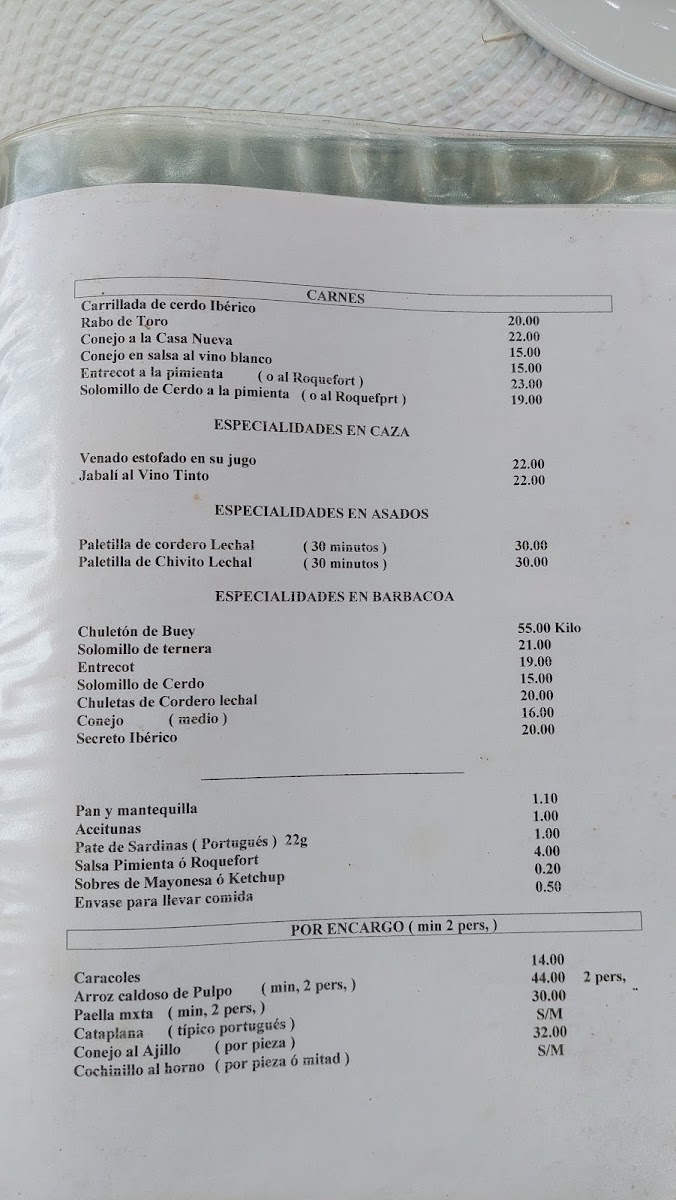 CARNES
Carrillada de cerdo Ibérico 20.00
Rabo de Toro 22.00
Conejo a la Casa Nueva 15.00
Conejo en salsa al vino blanco 15.00
Entrecot a la pimienta ( o al Roquefort ) 23.00
Solomillo de Cerdo a la pimienta ( o al Roquefprt ) 19.00
ESPECIALIDADES EN CAZA
Venado estofado en su jugo 22.00
Jabalí al Vino Tinto 22.00
ESPECIALIDADES EN ASADOS
Paletilla de cordero Lechal ( 30 minutos ) 30.00
Paletilla de Chivito Lechal ( 30 minutos ) 30.00
ESPECIALIDADES EN BARBACOA
Chuletón de Buey 55.00 Kilo
Solomillo de ternera 21.00
Entrecot 19.00
Solomillo de Cerdo 15.00
Chuletas de Cordero lechal 20.00
Conejo ( medio ) 16.00
Secreto Ibérico 20.00
Pan y mantequilla 1.10
Aceitunas 1.00
Pate de Sardinas ( Portugués ) 22g 1.00
Salsa Pimienta ó Roquefort 4.00
Sobres de Mayonesa ó Ketchup 0.20
Envase para llevar comida 0.50
POR ENCARGO ( min 2 pers, )
Caracoles 14.00
Arroz caldoso de Pulpo ( min, 2 pers, ) 44.00 2 pers,
Paella mxta ( min, 2 pers, ) 30.00
Cataplana ( típico portugués ) S/M
Conejo al Ajillo ( por pieza ) 32.00
Cochinillo al horno ( por pieza ó mitad ) S/M